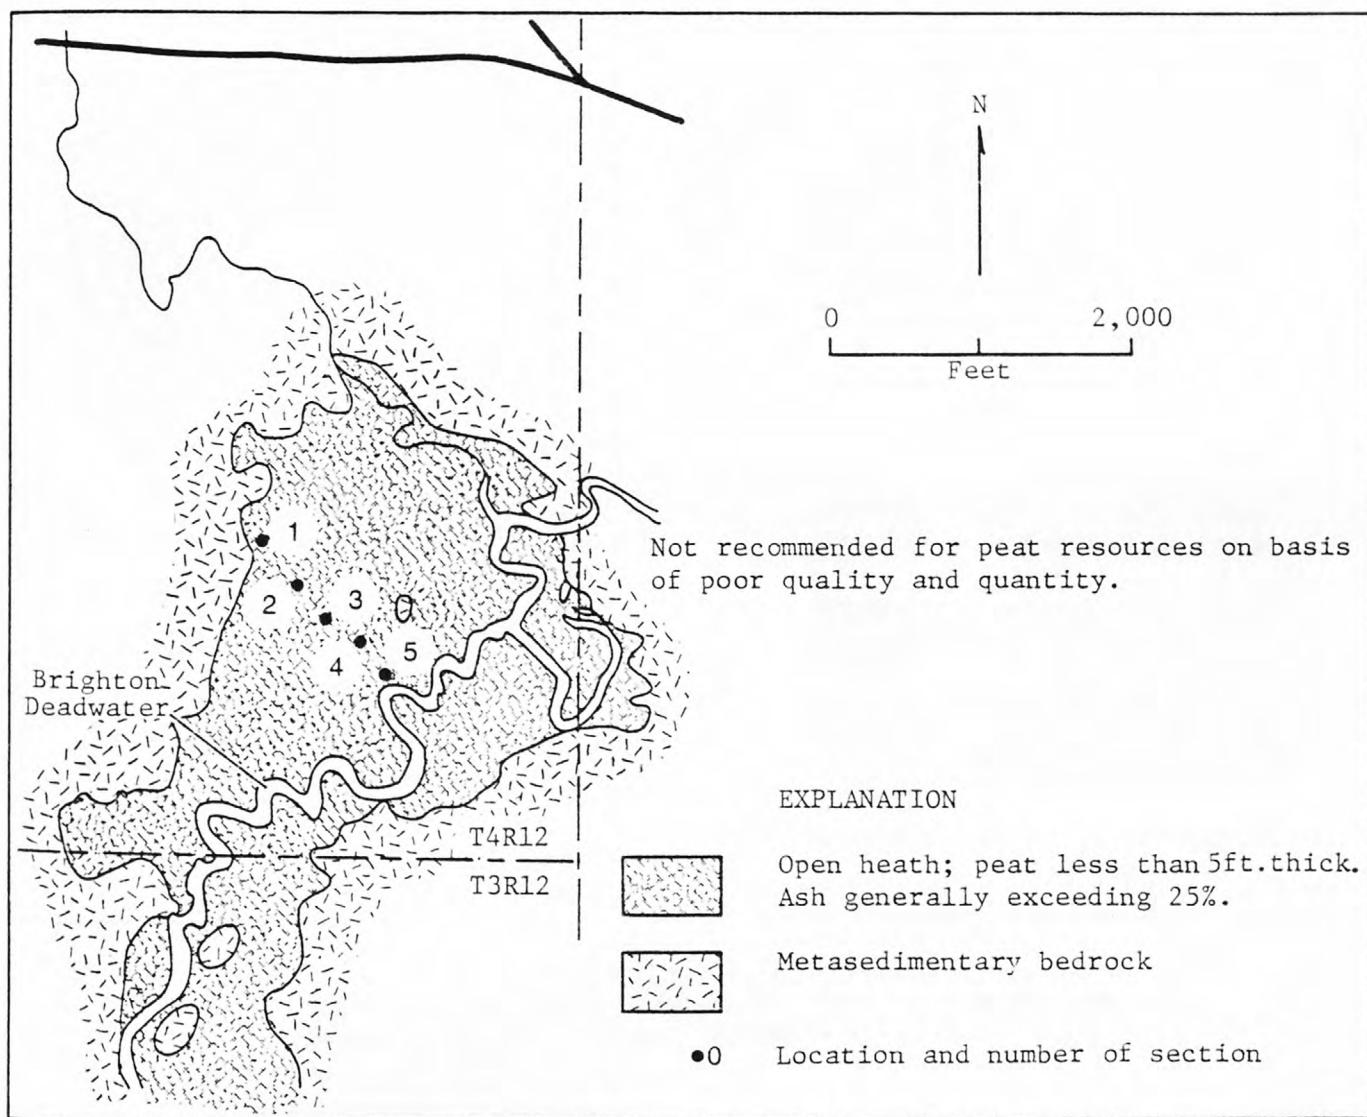 N
0 2,000
Feet
1
2
3
4
5
Not recommended for peat resources on basis
of poor quality and quantity.
Brighton
Deadwater
T4R12
T3R12
EXPLANATION
Open heath; peat less than 5ft.thick.
Ash generally exceeding 25%.
Metasedimentary bedrock
●0 Location and number of section